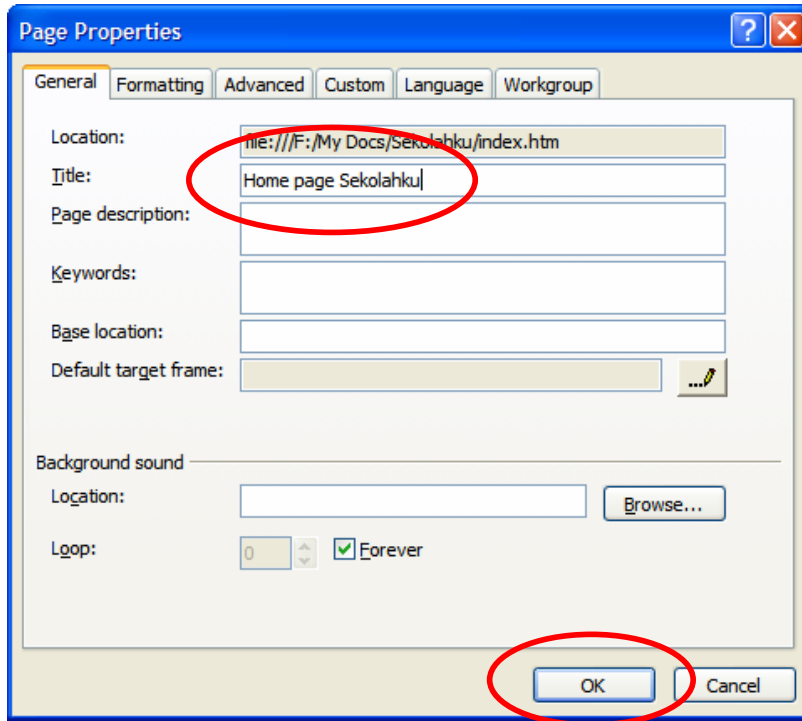 Page Properties
General Formatting Advanced Custom Language Workgroup
Location: file:///F:/My Docs/Sekolahku/index.htm
Title: Home page Sekolahku
Page description:
Keywords:
Base location:
Default target frame: ...
Background sound
Location: Browse...
Loop: 0 Forever
OK Cancel